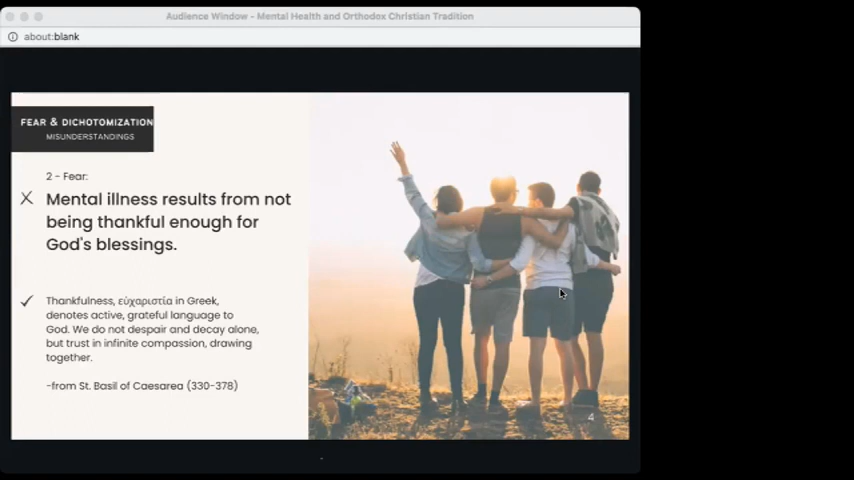 Audience Window - Mental Health and Orthodox Christian Tradition
about:blank
FEAR & DICHOTOMIZATION
MISUNDERSTANDINGS
2 - Fear:
Mental illness results from not
being thankful enough for
God's blessings.
Thankfulness, εὐχαριστία in Greek,
denotes active, grateful language to
God. We do not despair and decay alone,
but trust in infinite compassion, drawing
together.
-from St. Basil of Caesarea (330-378)
4